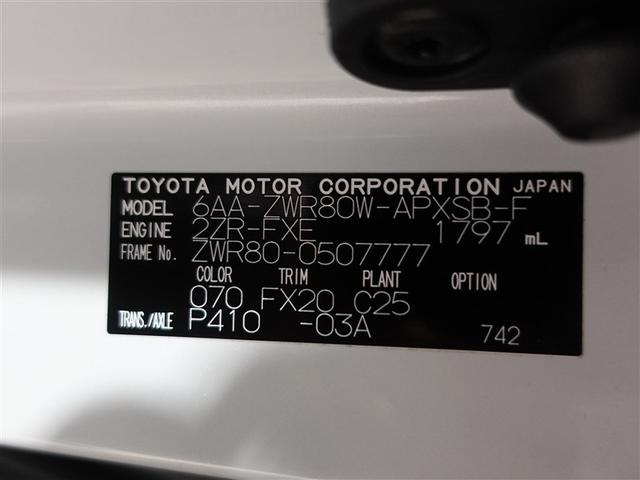 TOYOTA MOTOR CORPORATION JAPAN
MODEL 6AA-ZWR80W-APXSB-F
ENGINE 2ZR-FXE 1797 mL
FRAME No. ZWR80-0507777
COLOR TRIM PLANT OPTION
070 FX20 C25
TRANS./AXLE P410 -03A 742